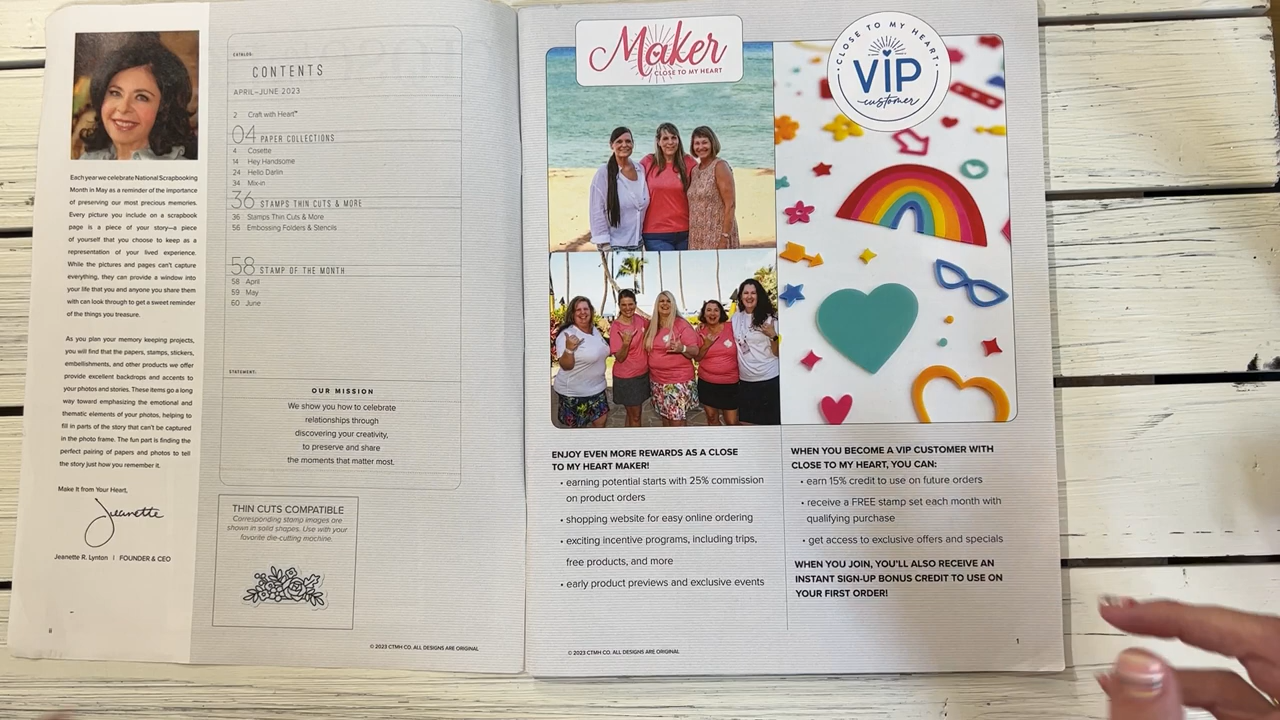 Each year we celebrate National Scrapbooking
Month in May as a reminder of the importance
of preserving our most precious memories.
Every picture you include on a scrapbook
page is a piece of your story—a piece
of yourself that you choose to keep as a
representation of your lived experience.
While the pictures and pages can't capture
everything, they can provide a window into
your life that you and anyone you share them
with can look through to get a sweet reminder
of the things you treasure.
As you plan your memory keeping projects,
you will find that the papers, stamps, stickers,
embellishments, and other products we offer
provide excellent backdrops and accents to
your photos and stories. These items go a long
way toward emphasizing the emotional and
thematic elements of your photos, helping to
fill in parts of the story that can't be captured
in the photo frame. The fun part is finding the
perfect pairing of papers and photos to tell
the story just how you remember it.
Make It from Your Heart,
Jeanette
Jeanette R. Lynton | FOUNDER & CEO
ii
CATALOG:
CONTENTS
APRIL–JUNE 2023
2 Craft with Heart™
04 PAPER COLLECTIONS
4 Cosette
14 Hey Handsome
24 Hello Darlin
34 Mix-in
36 STAMPS THIN CUTS & MORE
36 Stamps Thin Cuts & More
56 Embossing Folders & Stencils
58 STAMP OF THE MONTH
58 April
59 May
60 June
STATEMENT:
OUR MISSION
We show you how to celebrate
relationships through
discovering your creativity,
to preserve and share
the moments that matter most.
THIN CUTS COMPATIBLE
Corresponding stamp images are
shown in solid shapes. Use with your
favorite die-cutting machine.
© 2023 CTMH CO. ALL DESIGNS ARE ORIGINAL
Maker
CLOSE TO MY HEART
CLOSE TO MY HEART
VIP
customer
ENJOY EVEN MORE REWARDS AS A CLOSE
TO MY HEART MAKER!
• earning potential starts with 25% commission
on product orders
• shopping website for easy online ordering
• exciting incentive programs, including trips,
free products, and more
• early product previews and exclusive events
WHEN YOU BECOME A VIP CUSTOMER WITH
CLOSE TO MY HEART, YOU CAN:
• earn 15% credit to use on future orders
• receive a FREE stamp set each month with
qualifying purchase
• get access to exclusive offers and specials
WHEN YOU JOIN, YOU'LL ALSO RECEIVE AN
INSTANT SIGN-UP BONUS CREDIT TO USE ON
YOUR FIRST ORDER!
© 2023 CTMH CO. ALL DESIGNS ARE ORIGINAL
1